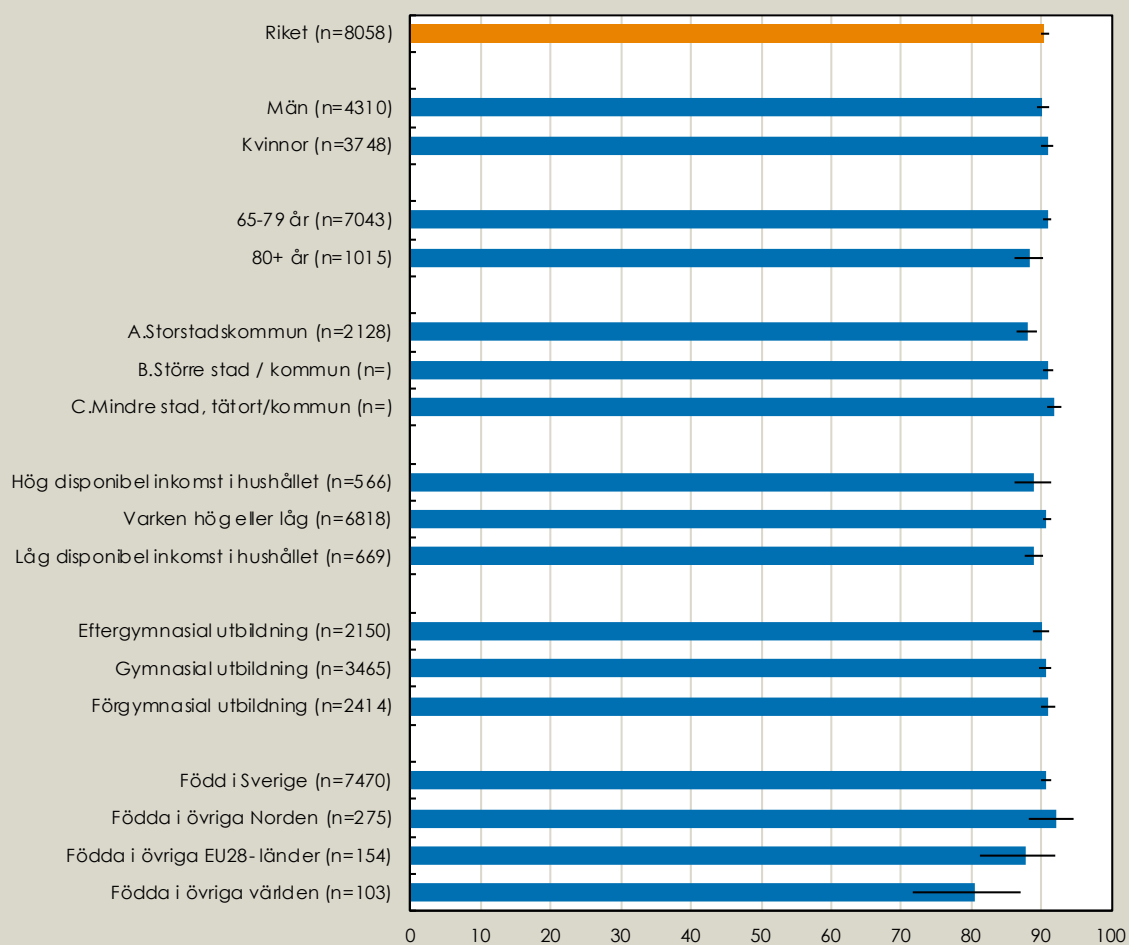 Riket (n=8058)
Män (n=4310)
Kvinnor (n=3748)
65-79 år (n=7043)
80+ år (n=1015)
A.Storstadskommun (n=2128)
B.Större stad / kommun (n=)
C.Mindre stad, tätort/kommun (n=)
Hög disponibel inkomst i hushållet (n=566)
Varken hög eller låg (n=6818)
Låg disponibel inkomst i hushållet (n=669)
Eftergymnasial utbildning (n=2150)
Gymnasial utbildning (n=3465)
Förgymnasial utbildning (n=2414)
Född i Sverige (n=7470)
Födda i övriga Norden (n=275)
Födda i övriga EU28-länder (n=154)
Födda i övriga världen (n=103)
0 10 20 30 40 50 60 70 80 90 100